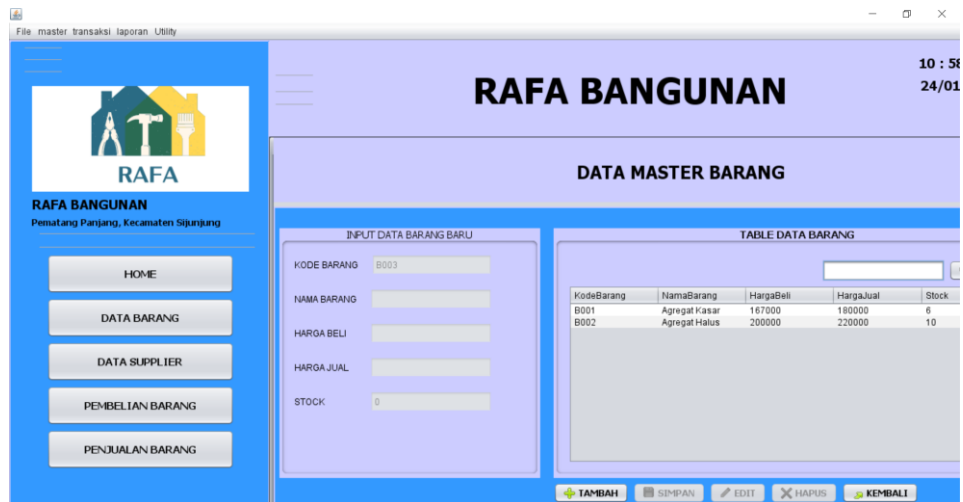 File master transaksi laporan Utility
RAFA
RAFA BANGUNAN
Pematang Panjang, Kecamaten Sijunjung
HOME
DATA BARANG
DATA SUPPLIER
PEMBELIAN BARANG
PENJUALAN BARANG
RAFA BANGUNAN
10 : 58
24/01
DATA MASTER BARANG
INPUT DATA BARANG BARU
KODE BARANG B003
NAMA BARANG
HARGA BELI
HARGA JUAL
STOCK 0
TABLE DATA BARANG
KodeBarang NamaBarang HargaBeli HargaJual Stock
B001 Agregat Kasar 167000 180000 6
B002 Agregat Halus 200000 220000 10
TAMBAH SIMPAN EDIT HAPUS KEMBALI